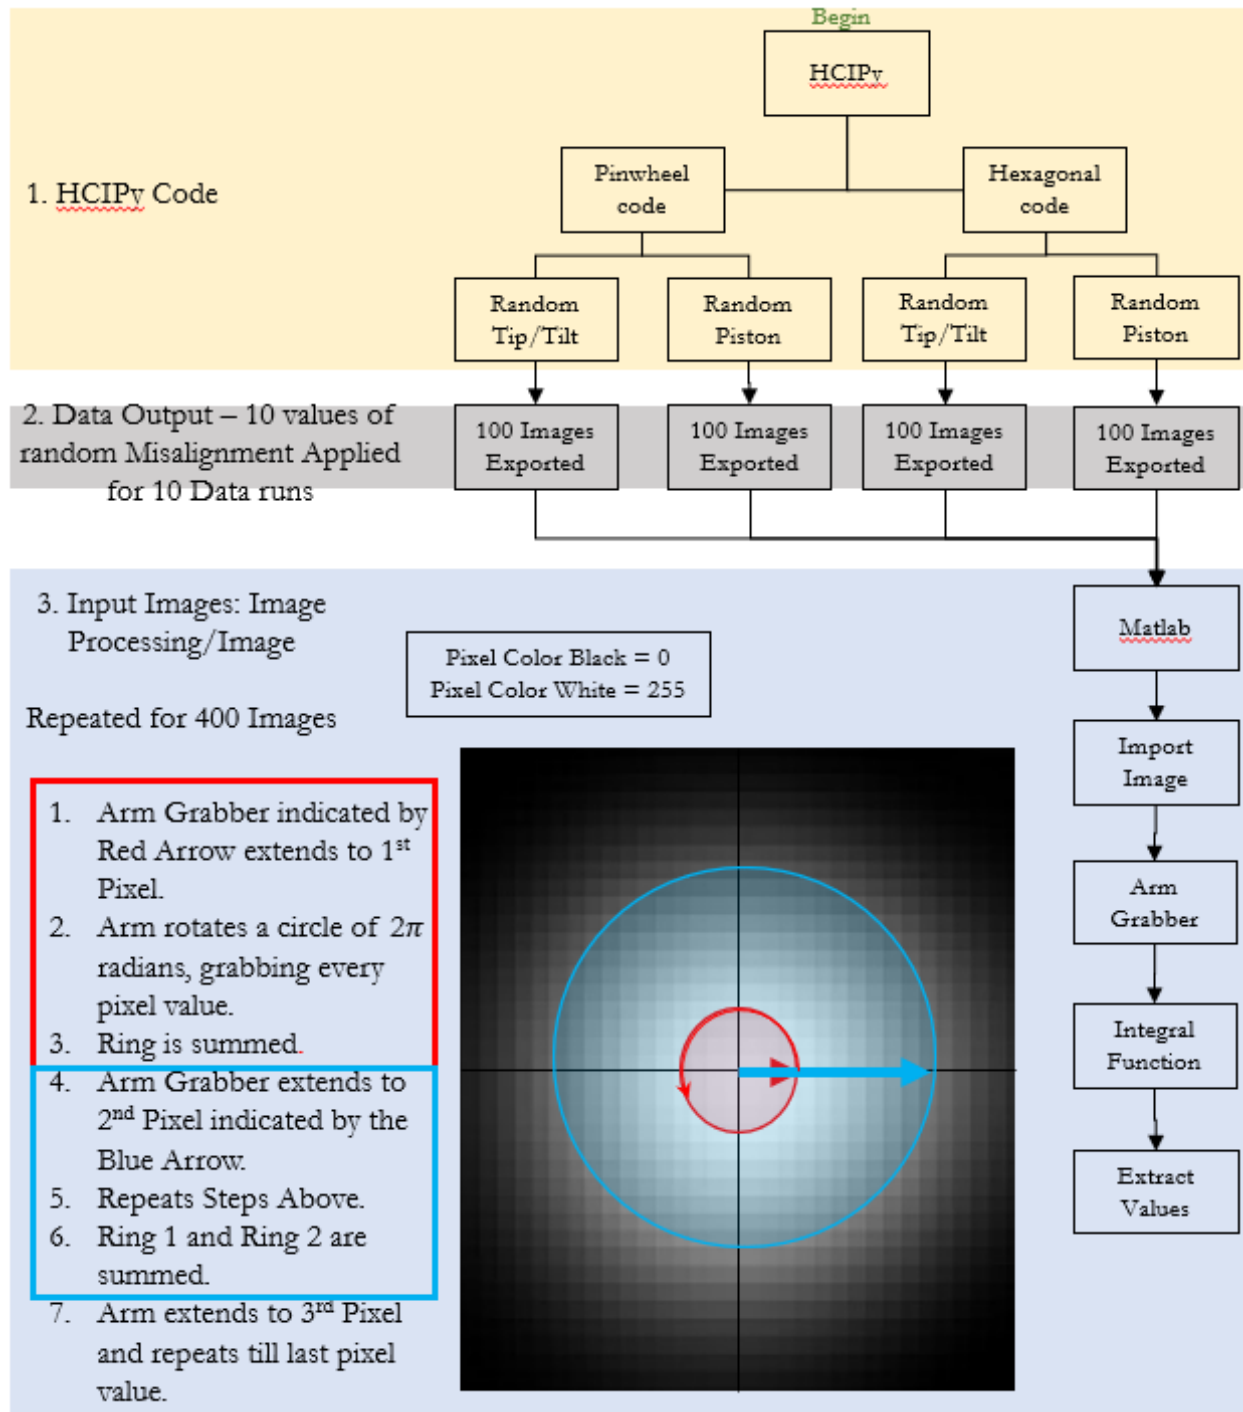 Begin
HCIPy
1. HCIPy Code
Pinwheel
code
Hexagonal
code
Random
Tip/Tilt
Random
Piston
Random
Tip/Tilt
Random
Piston
2. Data Output – 10 values of
random Misalignment Applied
for 10 Data runs
100 Images
Exported
100 Images
Exported
100 Images
Exported
100 Images
Exported
3. Input Images: Image
Processing/Image
Repeated for 400 Images
Pixel Color Black = 0
Pixel Color White = 255
1. Arm Grabber indicated by
Red Arrow extends to 1st
Pixel.
2. Arm rotates a circle of 2π
radians, grabbing every
pixel value.
3. Ring is summed.
4. Arm Grabber extends to
2nd Pixel indicated by the
Blue Arrow.
5. Repeats Steps Above.
6. Ring 1 and Ring 2 are
summed.
7. Arm extends to 3rd Pixel
and repeats till last pixel
value.
Matlab
Import
Image
Arm
Grabber
Integral
Function
Extract
Values